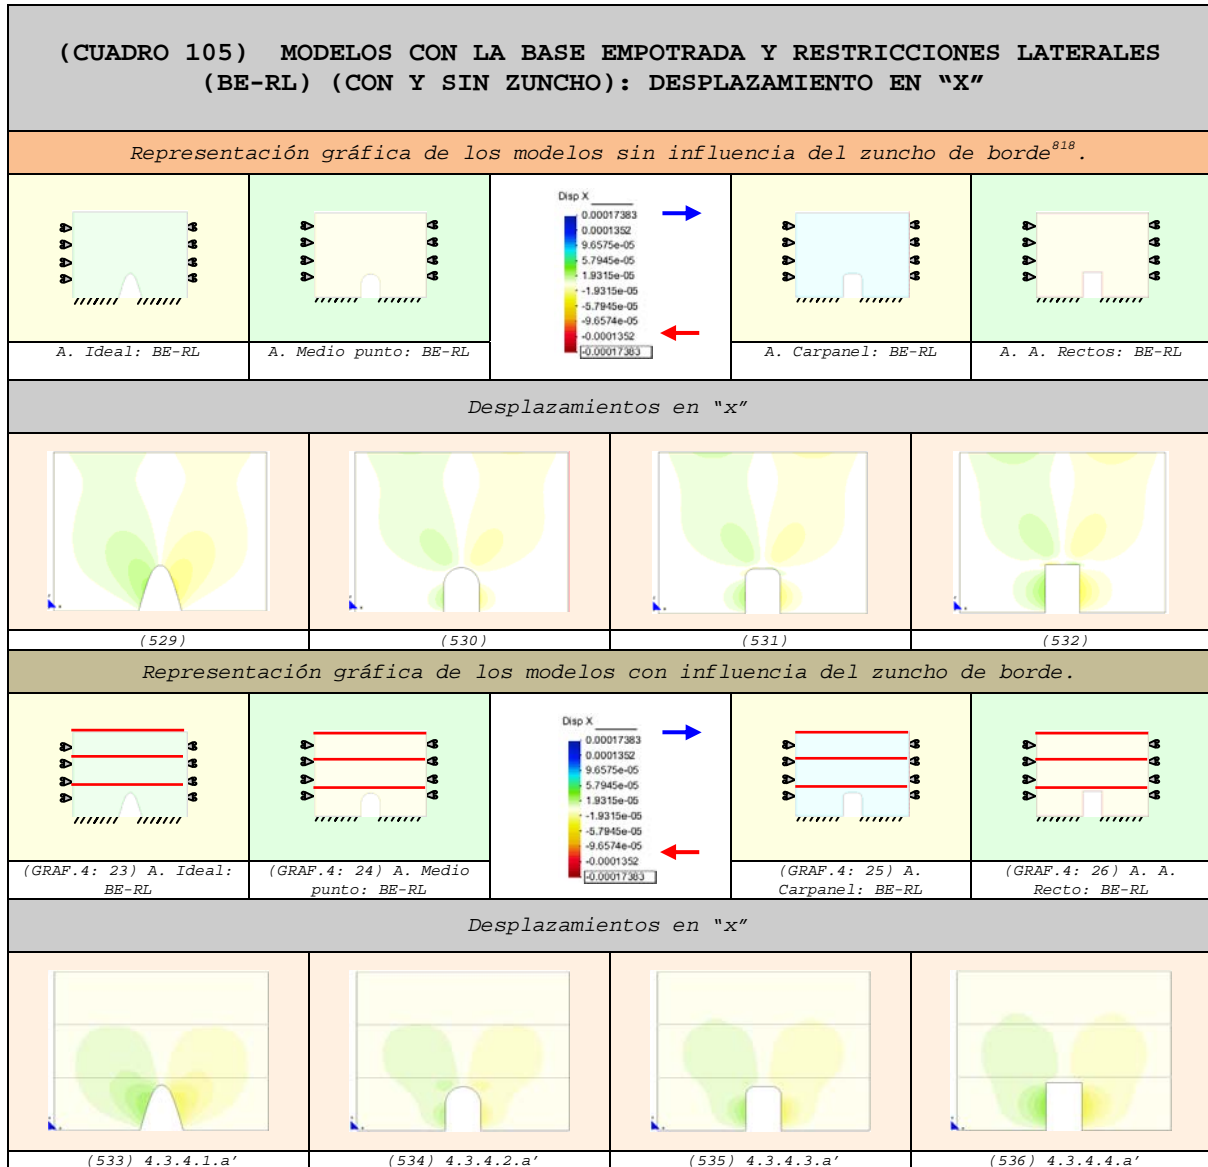 (CUADRO 105) MODELOS CON LA BASE EMPOTRADA Y RESTRICCIONES LATERALES
(BE-RL) (CON Y SIN ZUNCHO): DESPLAZAMIENTO EN “X”
Representación gráfica de los modelos sin influencia del zuncho de borde818.
Disp X
0.00017383
0.0001352
9.6575e-05
5.7945e-05
1.9315e-05
-1.9315e-05
-5.7945e-05
-9.6574e-05
-0.0001352
-0.00017383
A. Ideal: BE-RL
A. Medio punto: BE-RL
A. Carpanel: BE-RL
A. A. Rectos: BE-RL
Desplazamientos en “x”
(529)
(530)
(531)
(532)
Representación gráfica de los modelos con influencia del zuncho de borde.
Disp X
0.00017383
0.0001352
9.6575e-05
5.7945e-05
1.9315e-05
-1.9315e-05
-5.7945e-05
-9.6574e-05
-0.0001352
-0.00017383
(GRAF.4: 23) A. Ideal:
BE-RL
(GRAF.4: 24) A. Medio
punto: BE-RL
(GRAF.4: 25) A.
Carpanel: BE-RL
(GRAF.4: 26) A. A.
Recto: BE-RL
Desplazamientos en “x”
(533) 4.3.4.1.a’
(534) 4.3.4.2.a’
(535) 4.3.4.3.a’
(536) 4.3.4.4.a’